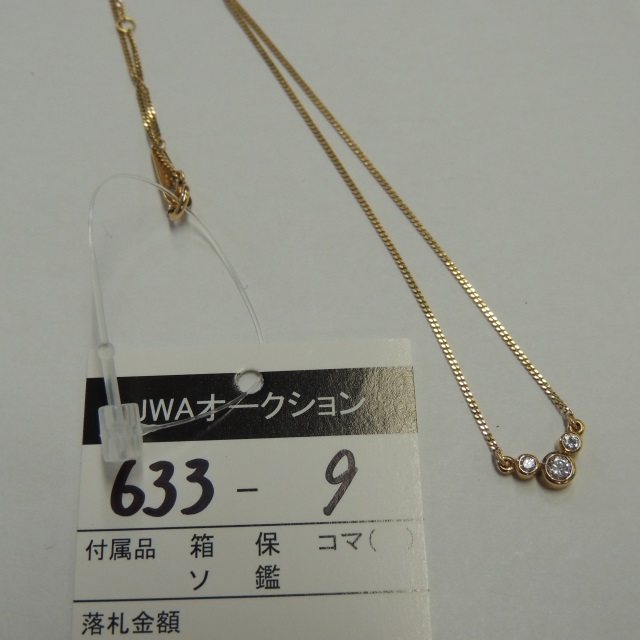 JWAオークション
633 - 9
付属品 箱 保 コマ( )
ソ 鑑
落札金額